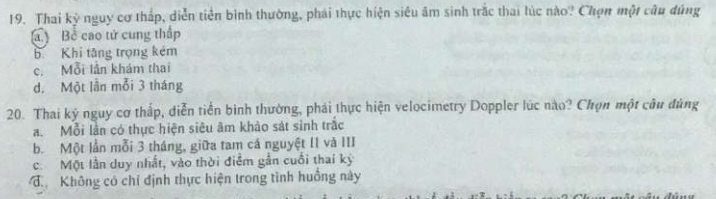 19. Thai kỳ nguy cơ thấp, diễn tiến bình thường, phải thực hiện siêu âm sinh trắc thai lúc nào? Chọn một câu đúng
a. Bề cao tử cung thấp
b. Khi tăng trọng kém
c. Mỗi lần khám thai
d. Một lần mỗi 3 tháng
20. Thai kỳ nguy cơ thấp, diễn tiến bình thường, phải thực hiện velocimetry Doppler lúc nào? Chọn một câu đúng
a. Mỗi lần có thực hiện siêu âm khảo sát sinh trắc
b. Một lần mỗi 3 tháng, giữa tam cá nguyệt II và III
c. Một lần duy nhất, vào thời điểm gần cuối thai kỳ
d. Không có chỉ định thực hiện trong tình huống này